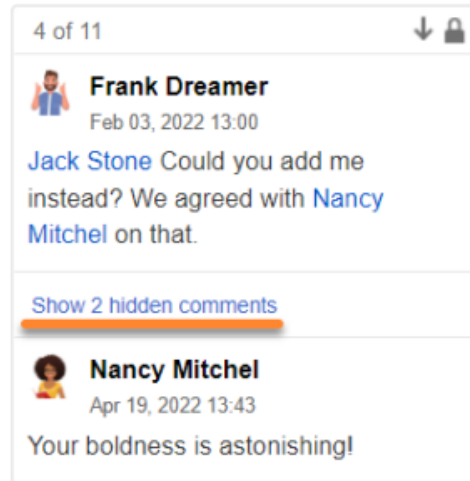 4 of 11
Frank Dreamer
Feb 03, 2022 13:00
Jack Stone Could you add me
instead? We agreed with Nancy
Mitchel on that.
Show 2 hidden comments
Nancy Mitchel
Apr 19, 2022 13:43
Your boldness is astonishing!